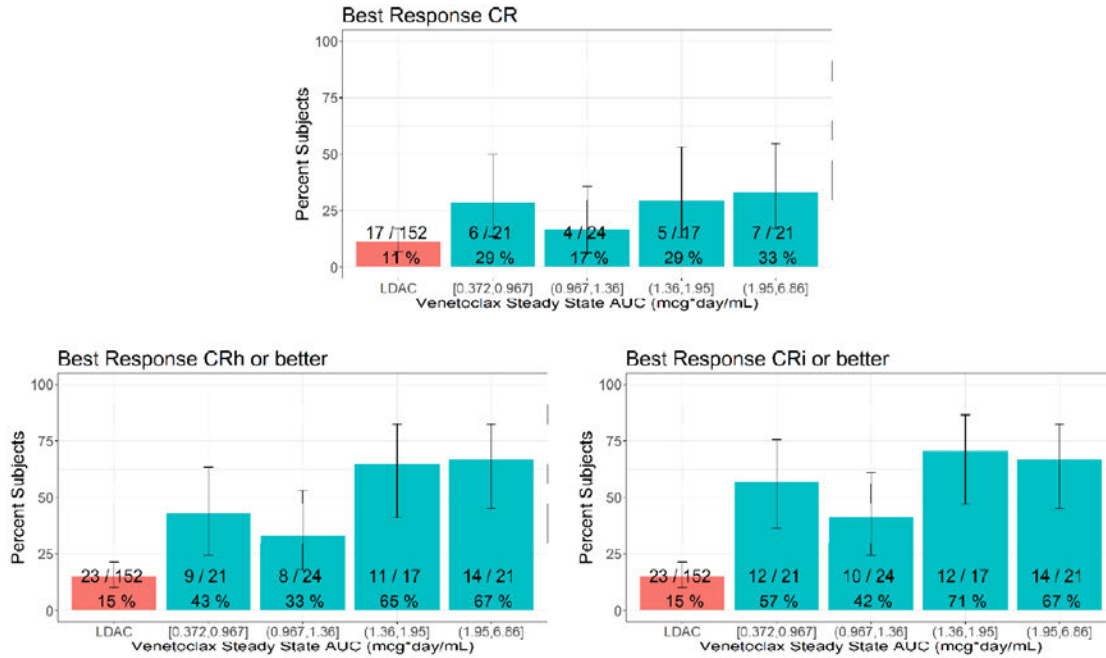 Best Response CR
100
75
50
25
0
Percent Subjects
17 / 152 6 / 21 4 / 24 5 / 17 7 / 21
11 % 29 % 17 % 29 % 33 %
LDAC [0.372,0.967] (0.967,1.36] (1.36,1.95] (1.95,6.86]
Venetoclax Steady State AUC (mcg*day/mL)
Best Response CRh or better
100
75
50
25
0
Percent Subjects
23 / 152 9 / 21 8 / 24 11 / 17 14 / 21
15 % 43 % 33 % 65 % 67 %
LDAC [0.372,0.967] (0.967,1.36] (1.36,1.95] (1.95,6.86]
Venetoclax Steady State AUC (mcg*day/mL)
Best Response CRi or better
100
75
50
25
0
Percent Subjects
23 / 152 12 / 21 10 / 24 12 / 17 14 / 21
15 % 57 % 42 % 71 % 67 %
LDAC [0.372,0.967] (0.967,1.36] (1.36,1.95] (1.95,6.86]
Venetoclax Steady State AUC (mcg*day/mL)